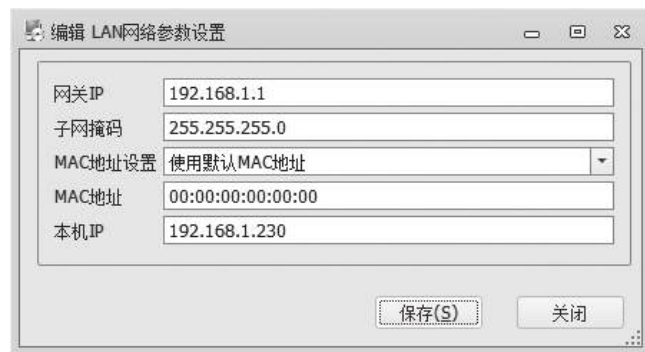 编辑 LAN网络参数设置
网关IP 192.168.1.1
子网掩码 255.255.255.0
MAC地址设置 使用默认MAC地址
MAC地址 00:00:00:00:00:00
本机IP 192.168.1.230
保存(S) 关闭